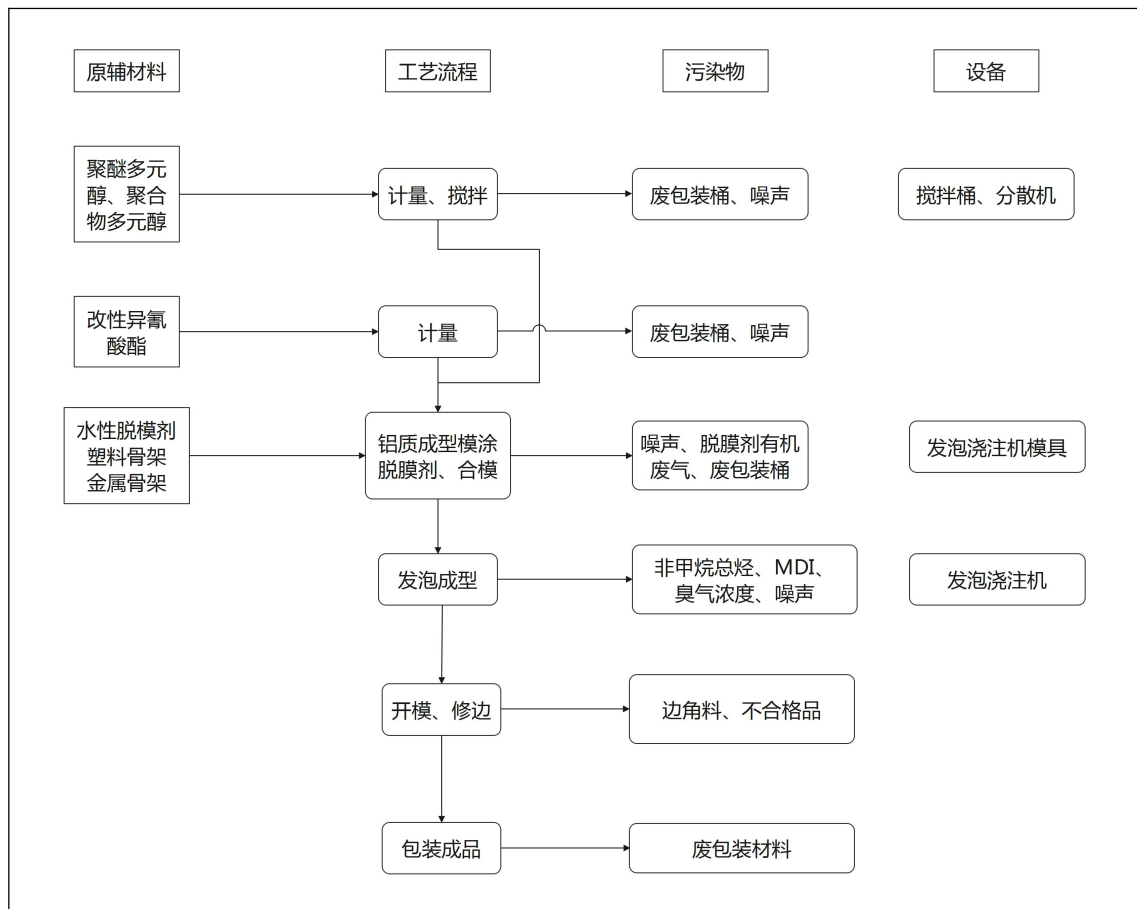 原辅材料
工艺流程
污染物
设备
聚醚多元
醇、聚合
物多元醇
计量、搅拌
废包装桶、噪声
搅拌桶、分散机
改性异氰
酸酯
计量
废包装桶、噪声
水性脱模剂
塑料骨架
金属骨架
铝质成型模涂
脱膜剂、合模
噪声、脱膜剂有机
废气、废包装桶
发泡浇注机模具
发泡成型
非甲烷总烃、MDI、
臭气浓度、噪声
发泡浇注机
开模、修边
边角料、不合格品
包装成品
废包装材料